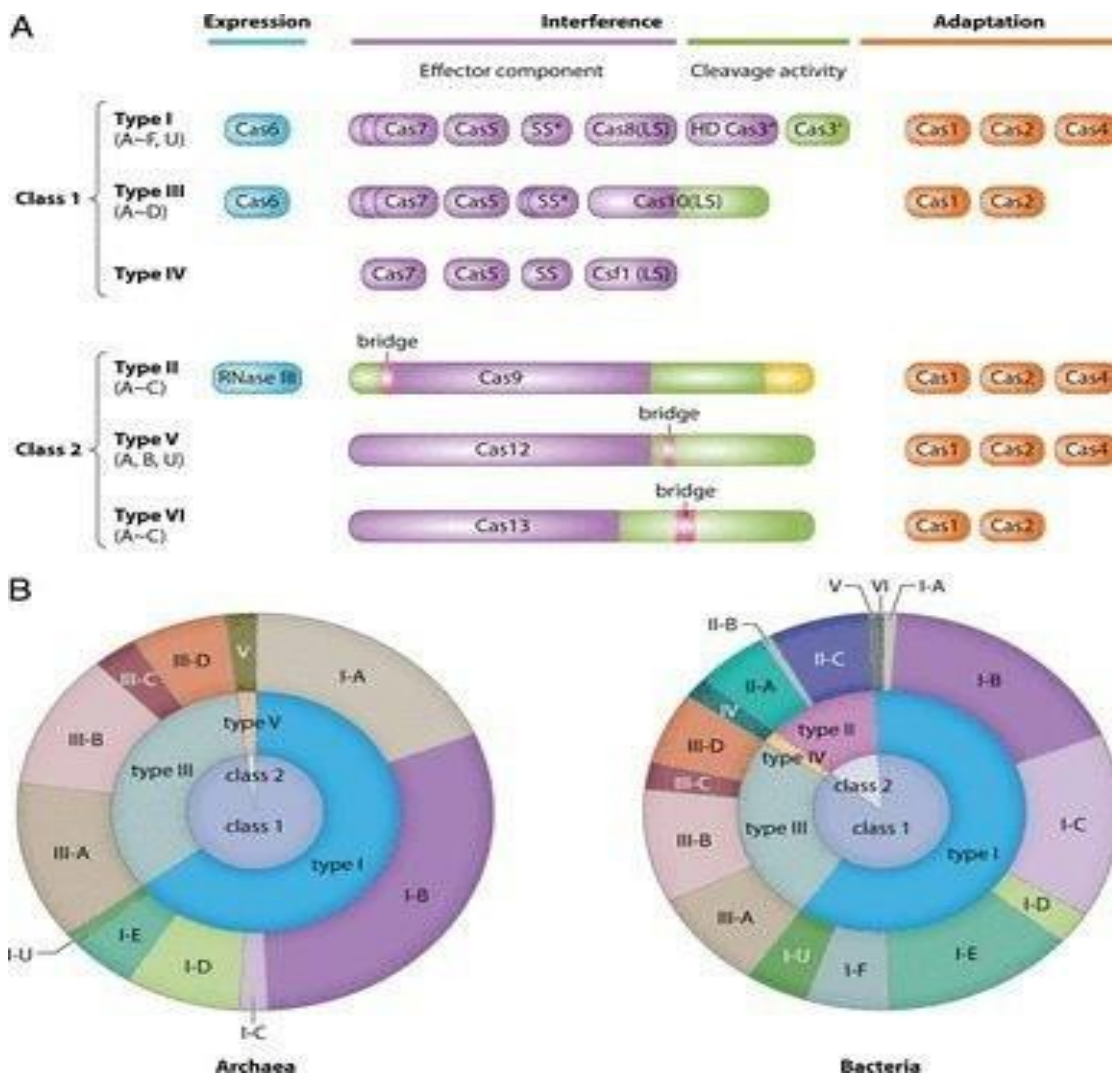 A
Expression Interference Adaptation
Effector component Cleavage activity
Class 1
Type I
(A–F, U)
Cas6 Cas7 Cas5 SS* Cas8(LS) HD Cas3* Cas3* Cas1 Cas2 Cas4
Type III
(A–D)
Cas6 Cas7 Cas5 SS* Cas10(LS) Cas1 Cas2
Type IV
Cas7 Cas5 SS Csf1 (LS)
Class 2
bridge
Type II
(A–C)
RNase III Cas9 Cas1 Cas2 Cas4
bridge
Type V
(A, B, U)
Cas12 Cas1 Cas2 Cas4
bridge
Type VI
(A–C)
Cas13 Cas1 Cas2
B
V
III-D
III-C
III-B
III-A
I-U
I-E
I-D
I-C
I-B
I-A
type V
type III
type I
class 2
class 1
Archaea
V VI I-A
II-B
II-C
II-A
IV
III-D
III-C
III-B
III-A
I-U
I-F
I-E
I-D
I-C
I-B
type II
type IV
type III
type I
class 2
class 1
Bacteria